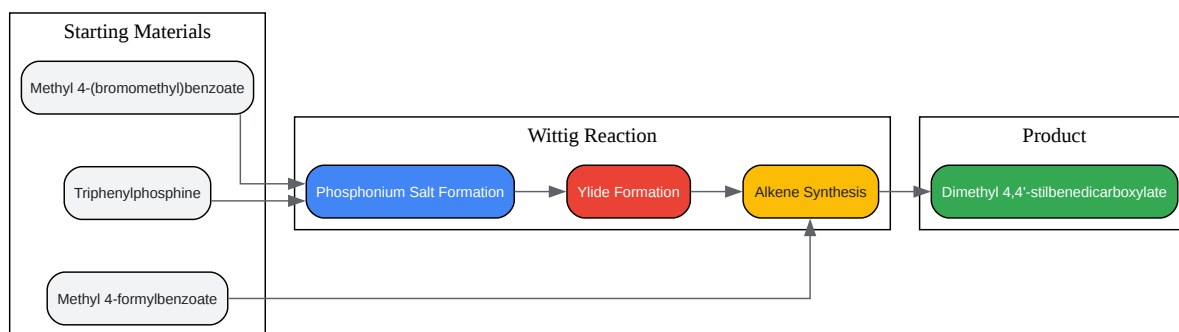 Starting Materials
Methyl 4-(bromomethyl)benzoate
Triphenylphosphine
Methyl 4-formylbenzoate
Wittig Reaction
Phosphonium Salt Formation
Ylide Formation
Alkene Synthesis
Product
Dimethyl 4,4'-stilbenedicarboxylate